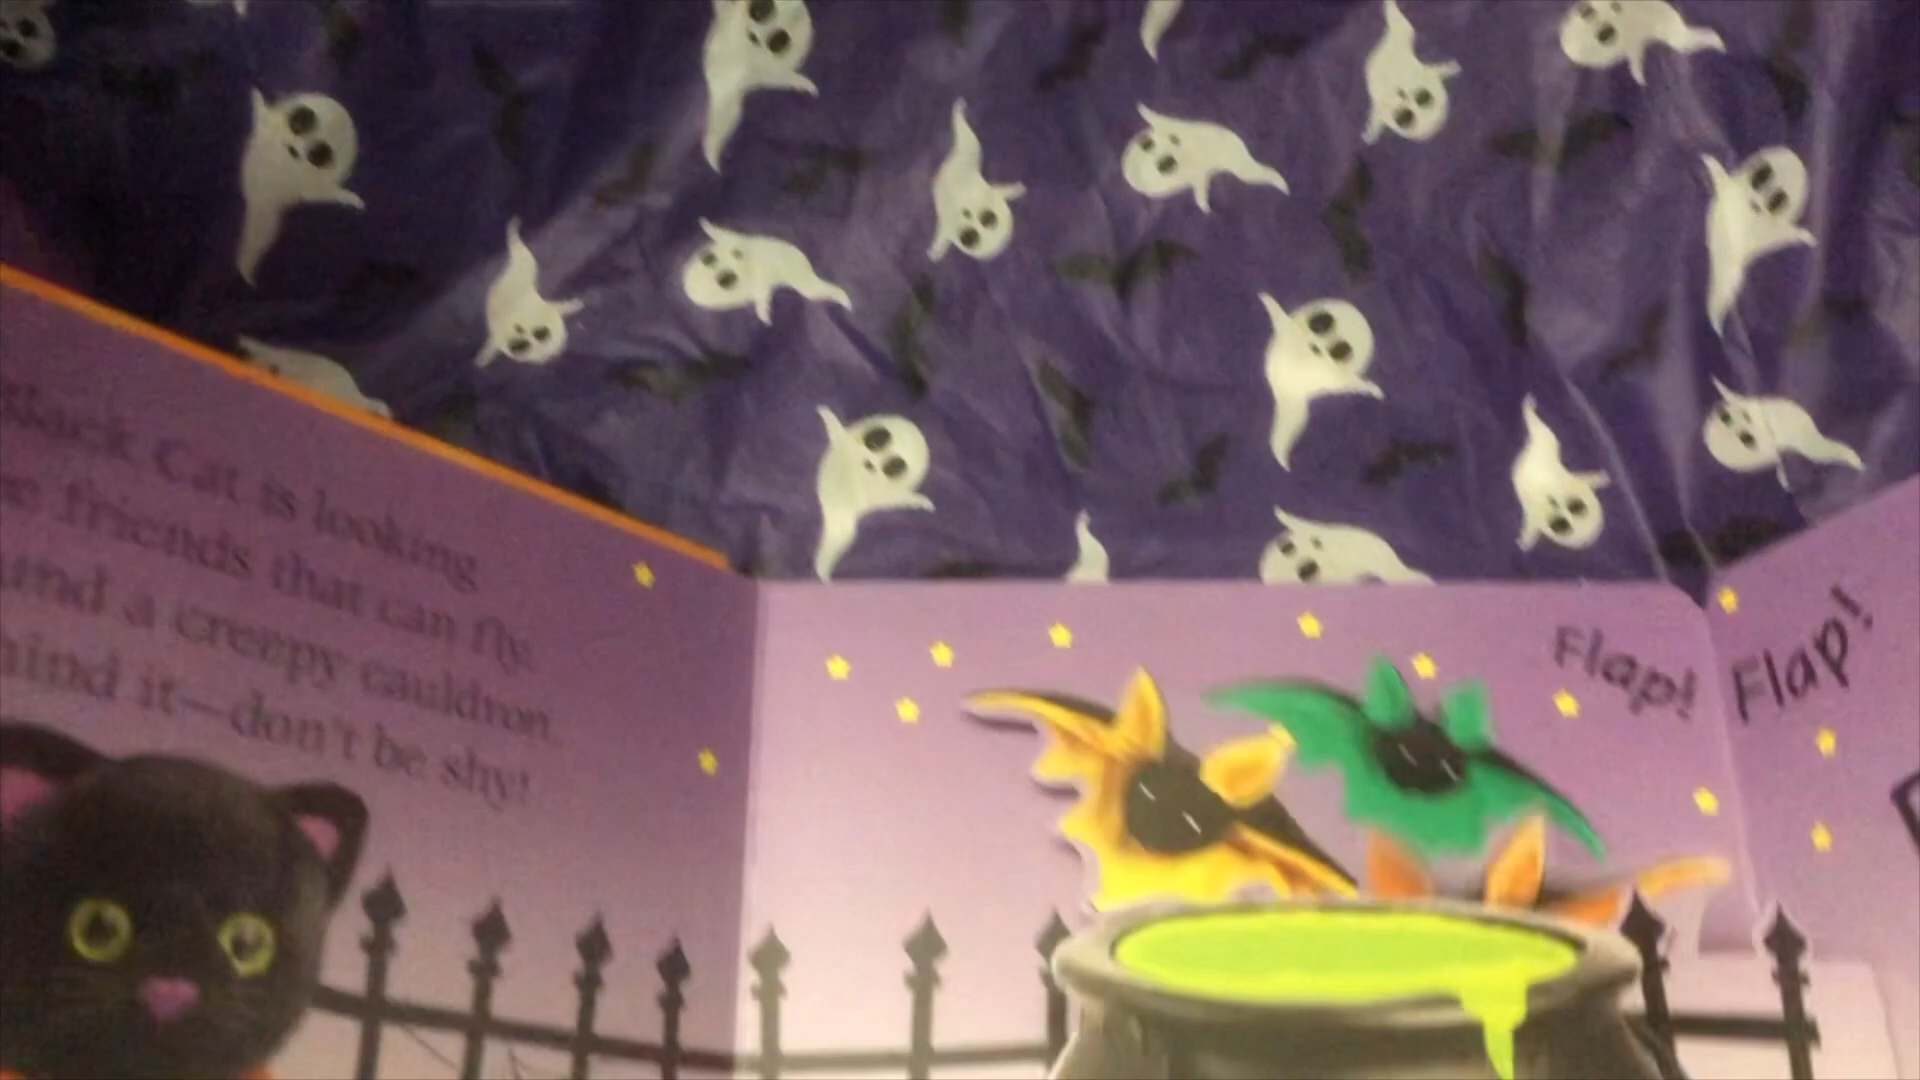 Black Cat is looking
friends that can fly.
a creepy cauldron.
it—don't be shy!
Flap!
Flap!